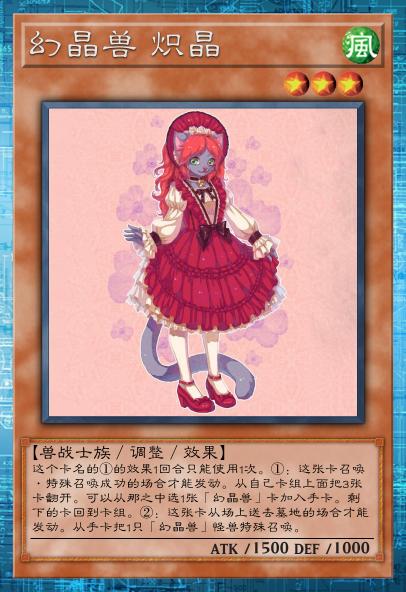 幻晶兽 炽晶
風
【兽战士族／调整／效果】
这个卡名的①的效果1回合只能使用1次。①：这张卡召唤
·特殊召唤成功的场合才能发动。从自己卡组上面把3张
卡翻开。可以从那之中选1张「幻晶兽」卡加入手卡。剩
下的卡回到卡组。②：这张卡从场上送去墓地的场合才能
发动。从手卡把1只「幻晶兽」怪兽特殊召唤。
ATK / 1500 DEF / 1000